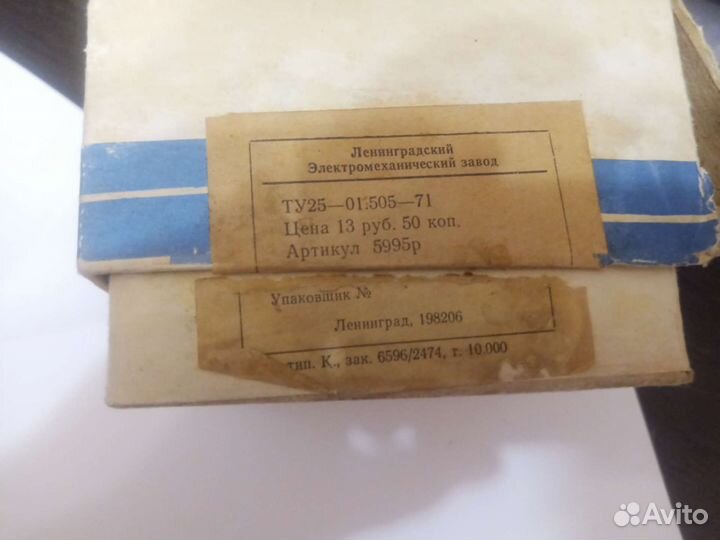 Ленинградский
Электромеханический завод
ТУ25—01.505—71
Цена 13 руб. 50 коп.
Артикул 5995р
Упаковщик №
Ленинград, 198206
тип. К., зак. 6596/2474, т. 10.000
Avito